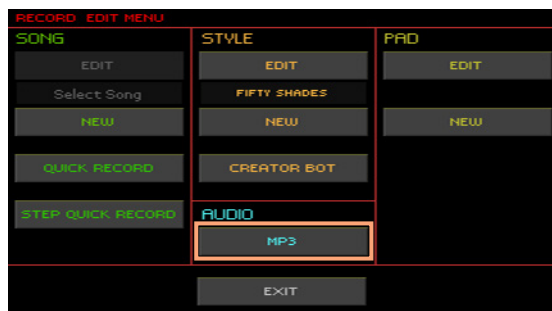 RECORD EDIT MENU
SONG
EDIT
Select Song
NEW
QUICK RECORD
STEP QUICK RECORD
STYLE
EDIT
FIFTY SHADES
NEW
CREATOR BOT
AUDIO
MP3
PAD
EDIT
NEW
EXIT